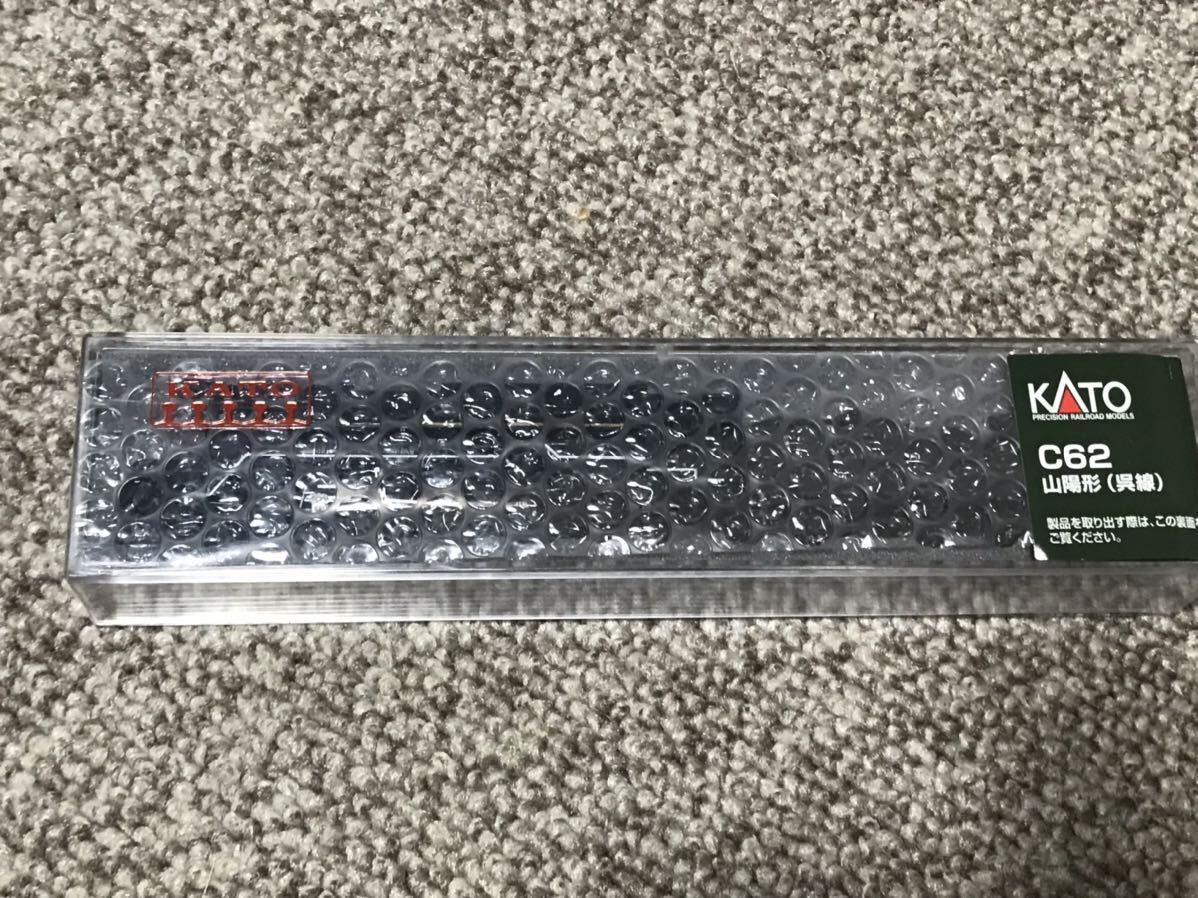 KATO
KATO
PRECISION RAILROAD MODELS
C62
山陽形（呉線）
製品を取り出す際は、この裏面
ご覧ください。